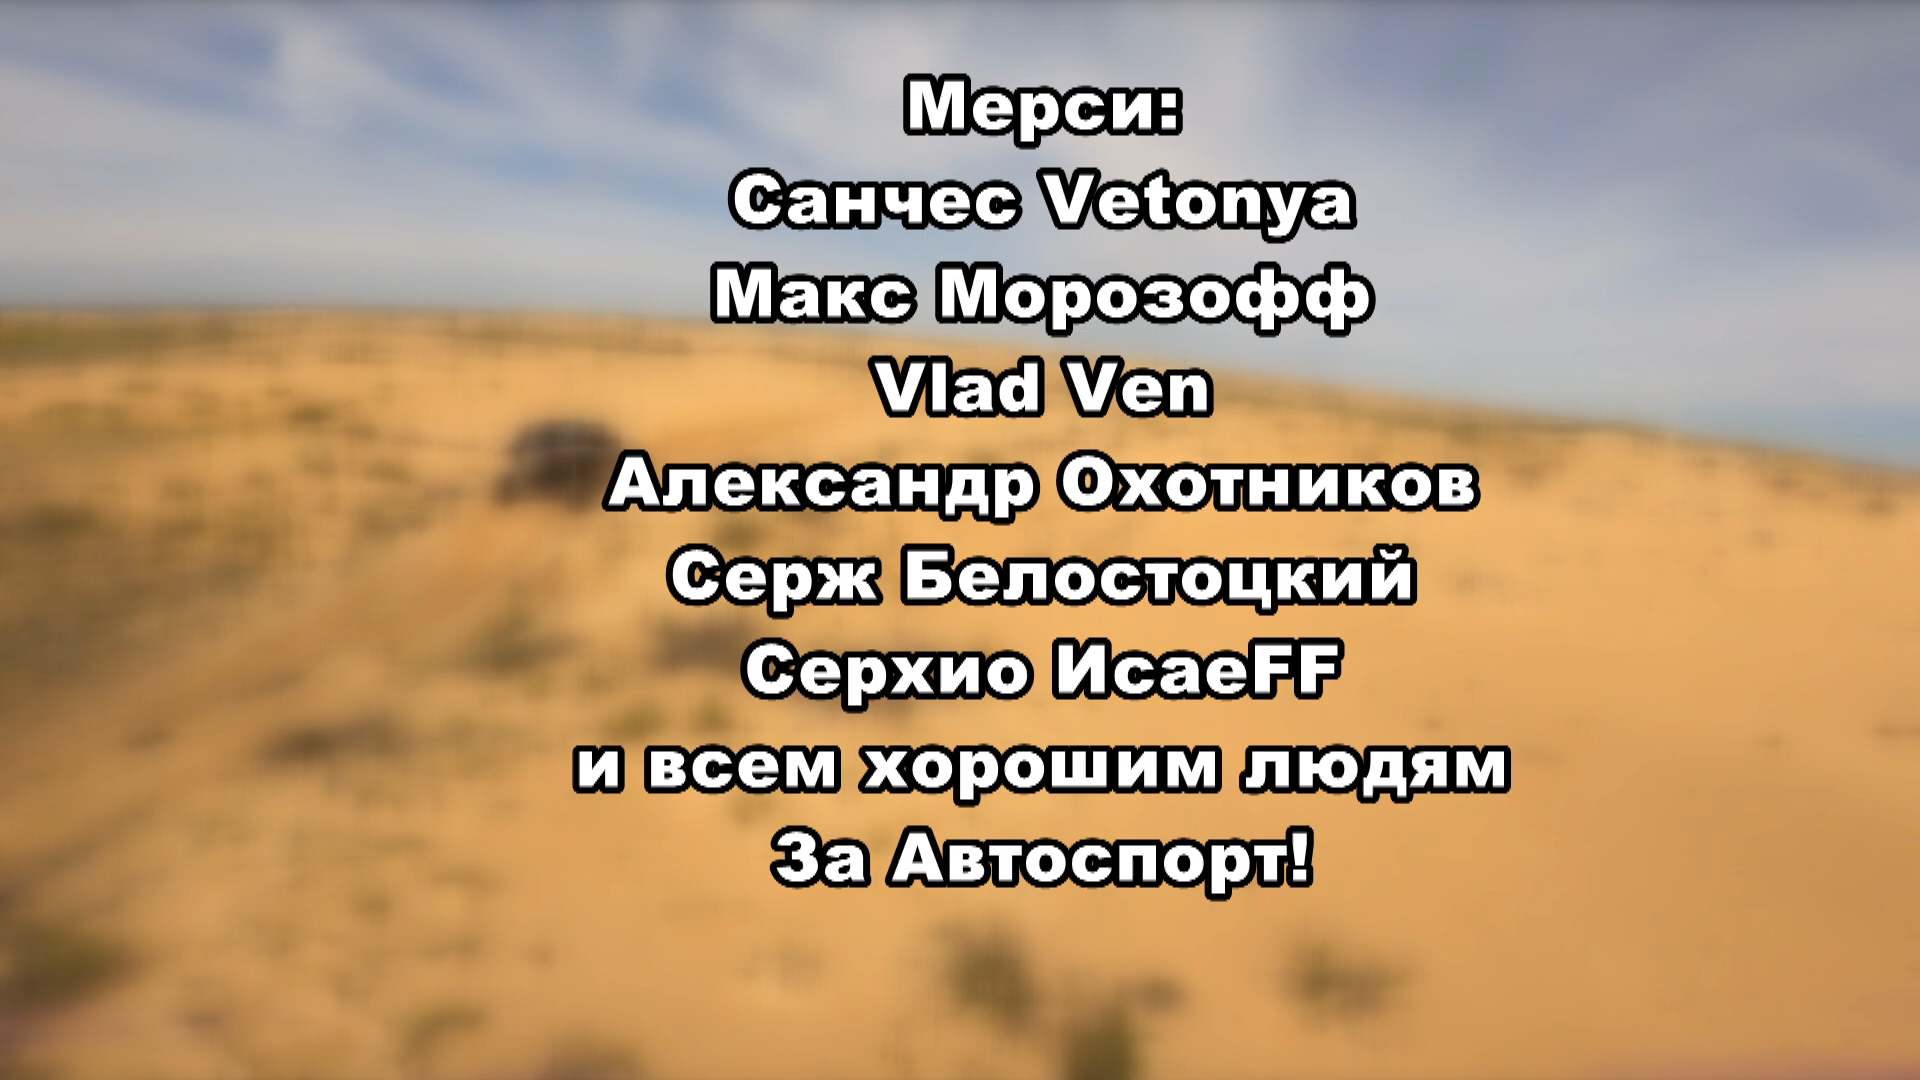 Мерси:
Санчес Vetonya
Макс Морозофф
Vlad Ven
Александр Охотников
Серж Белостоцкий
Серхио ИсаеFF
и всем хорошим людям
За Автоспорт!